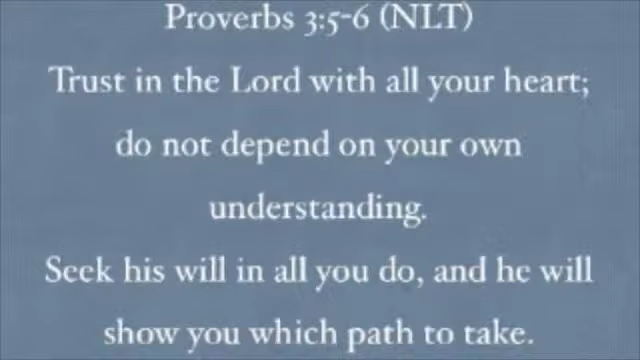 Proverbs 3:5-6 (NLT)
Trust in the Lord with all your heart;
do not depend on your own
understanding.
Seek his will in all you do, and he will
show you which path to take.